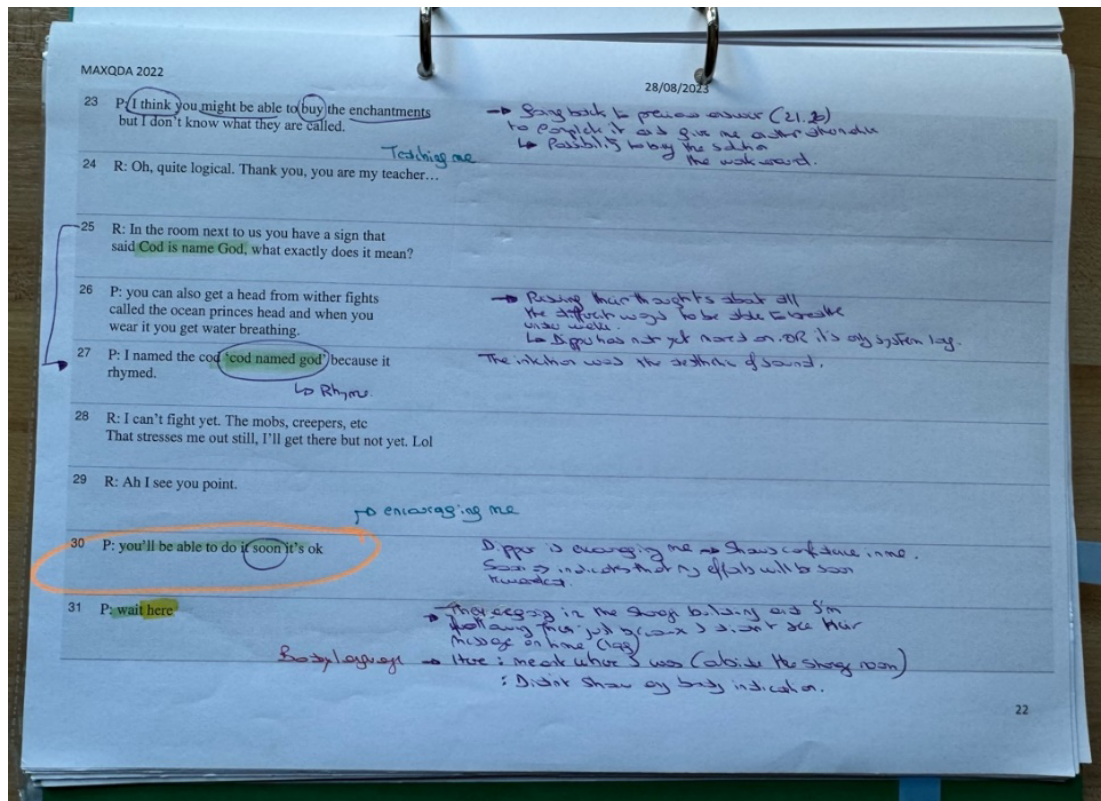 MAXQDA 2022
28/08/2023
23 P: I think you might be able to buy the enchantments
but I don't know what they are called.
→ Going back to previous answer (21.26)
to complete it and give me another alternative
↳ Possibility to buy the solution
the work around.
Teaching me
24 R: Oh, quite logical. Thank you, you are my teacher…
25 R: In the room next to us you have a sign that
said Cod is name God, what exactly does it mean?
26 P: you can also get a head from wither fights
called the ocean princes head and when you
wear it you get water breathing.
→ their thoughts about all
the different ways to be able to breathe
under water.
↳ Dipper has not yet moved on, OR it's only system lag.
27 P: I named the cod 'cod named god' because it
rhymed.
The intention was the aesthetic of sound.
↳ Rhyme.
28 R: I can't fight yet. The mobs, creepers, etc
That stresses me out still, I'll get there but not yet. Lol
29 R: Ah I see you point.
→ encouraging me
30 P: you'll be able to do it soon it's ok
Dipper is encouraging me → Shows confidence in me.
Soon ⇒ indicates that my efforts will be soon
rewarded.
31 P: wait here
→ They are going in the storage building and I'm
following them just because I didn't see their
message on time (lag)
Body language → Here : meant where I was (outside the storage room)
: Didn't show any body indication.
22